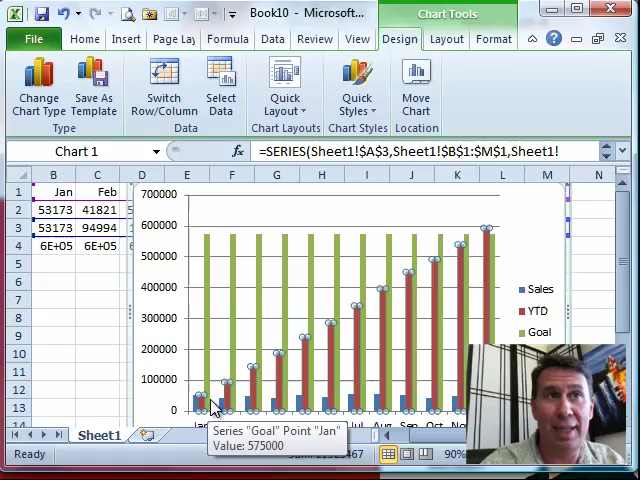 Book10 - Microsoft...
Chart Tools
File
Home
Insert
Page Lay
Formula
Data
Review
View
Design
Layout
Format
Change
Chart Type
Save As
Template
Switch
Row/Column
Select
Data
Quick
Layout
Quick
Styles
Move
Chart
Type
Data
Chart Layouts
Chart Styles
Location
Chart 1
fx
=SERIES(Sheet1!$A$3,Sheet1!$B$1:$M$1,Sheet1!
B C D E F G H I J K L M N
1 Jan Feb
2 53173 41821
3 53173 94994
4 6E+05 6E+05
5
6
7
8
9
10
11
12
13
700000
600000
500000
400000
300000
200000
100000
0
Sales
YTD
Goal
Series "Goal" Point "Jan"
Value: 575000
Sheet1
Ready
90%